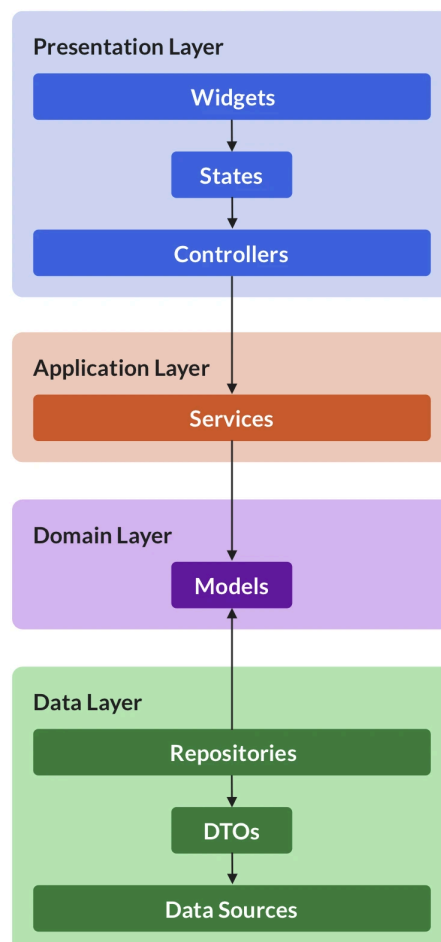 Presentation Layer
Widgets
States
Controllers
Application Layer
Services
Domain Layer
Models
Data Layer
Repositories
DTOs
Data Sources